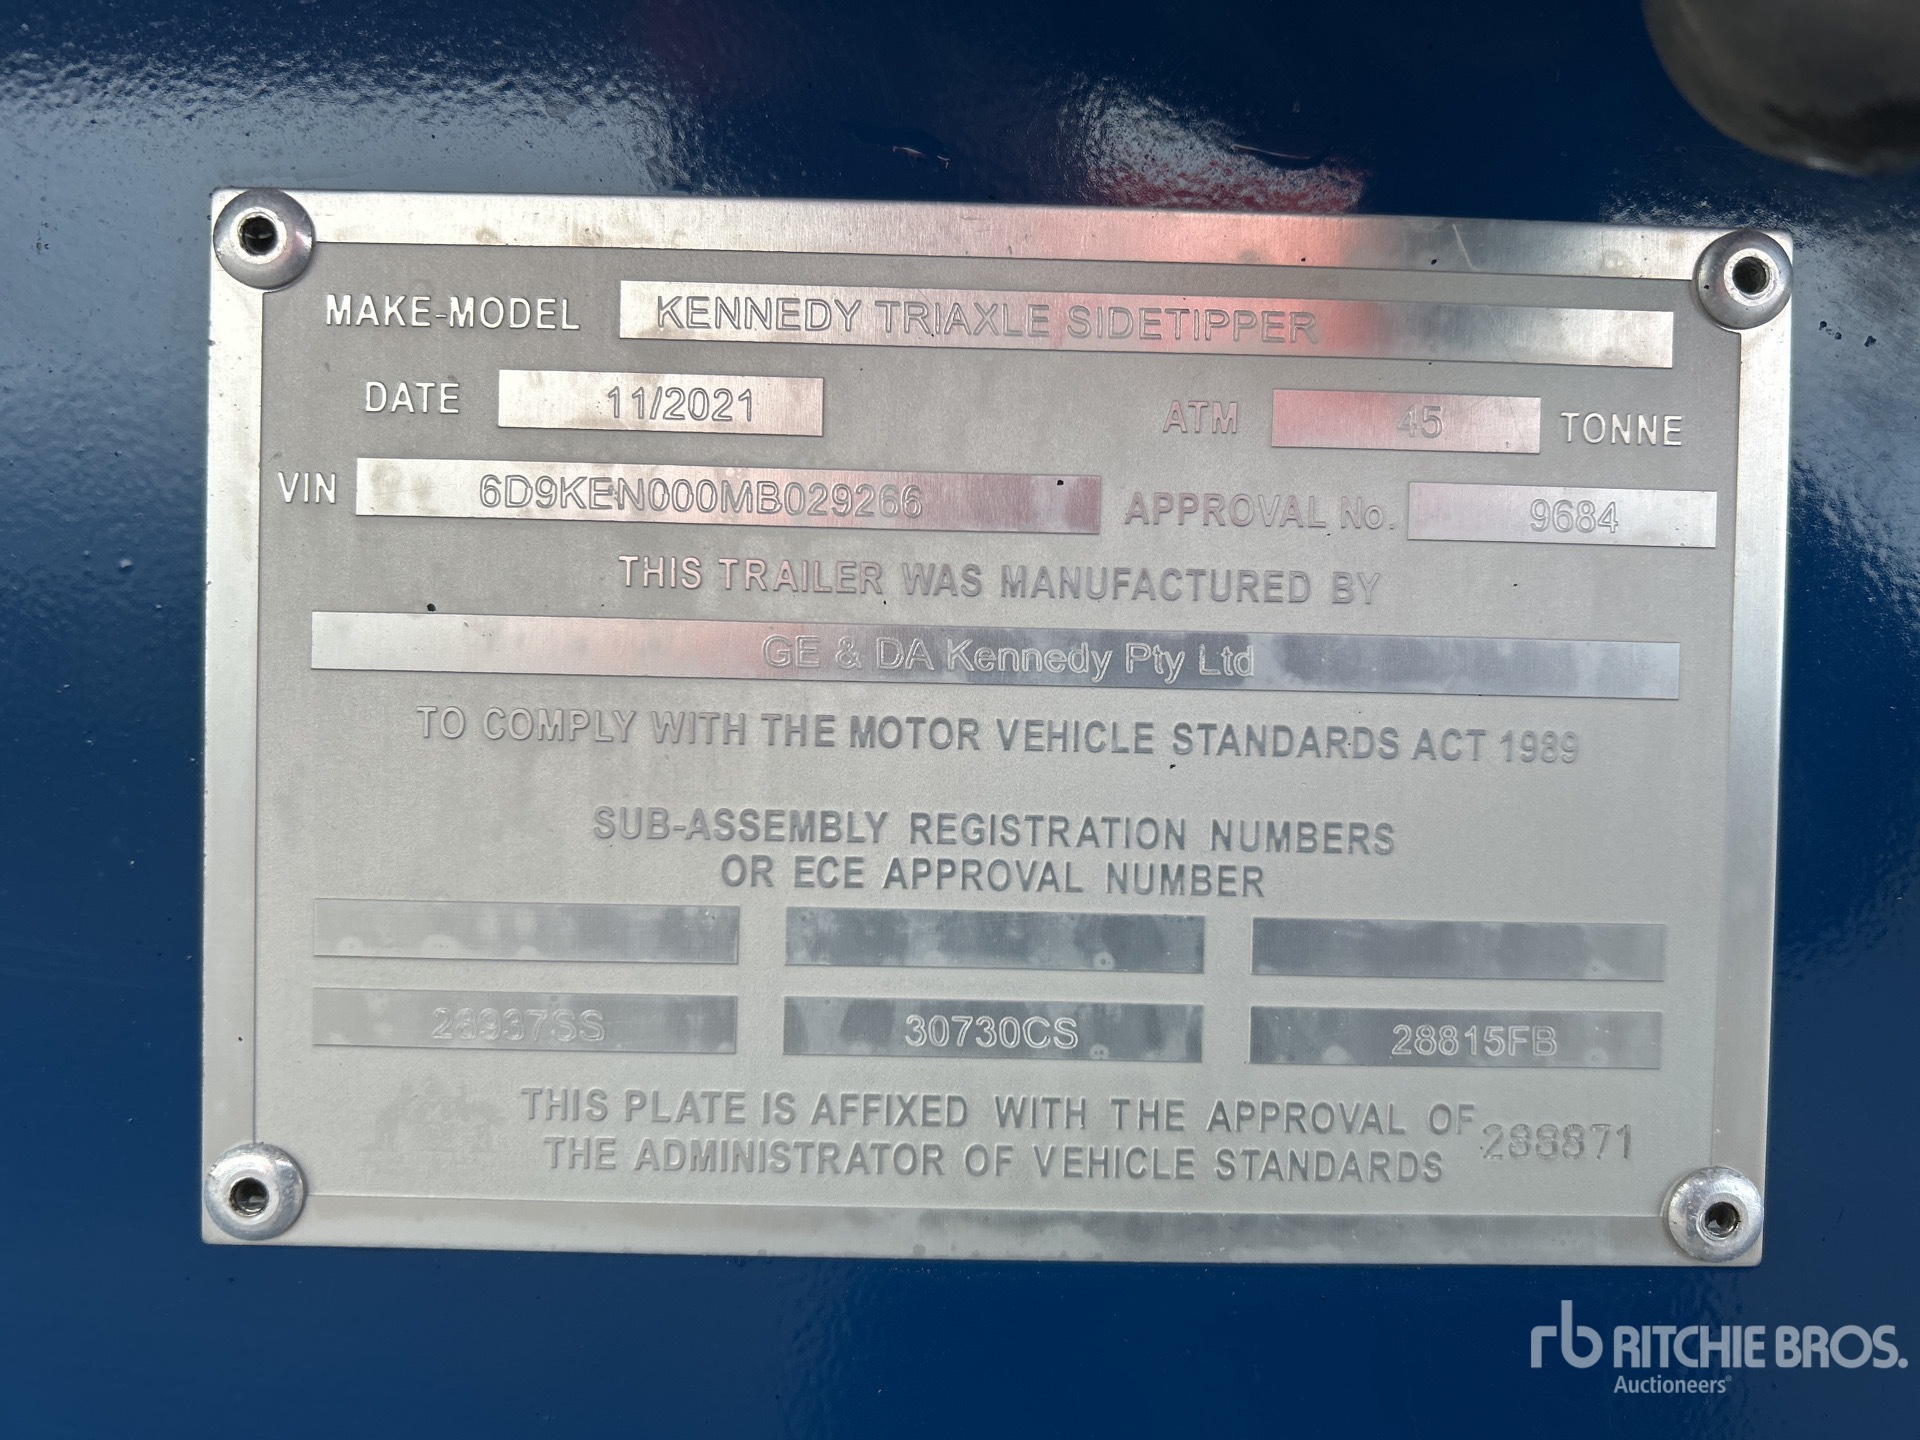 MAKE-MODEL KENNEDY TRIAXLE SIDETIPPER
DATE 11/2021 ATM 45 TONNE
VIN 6D9KEN000MB029266 APPROVAL No. 9684
THIS TRAILER WAS MANUFACTURED BY
GE & DA Kennedy Pty Ltd
TO COMPLY WITH THE MOTOR VEHICLE STANDARDS ACT 1989
SUB-ASSEMBLY REGISTRATION NUMBERS
OR ECE APPROVAL NUMBER
28937SS 30730CS 28815FB
THIS PLATE IS AFFIXED WITH THE APPROVAL OF
THE ADMINISTRATOR OF VEHICLE STANDARDS
288871
rb RITCHIE BROS.
Auctioneers®